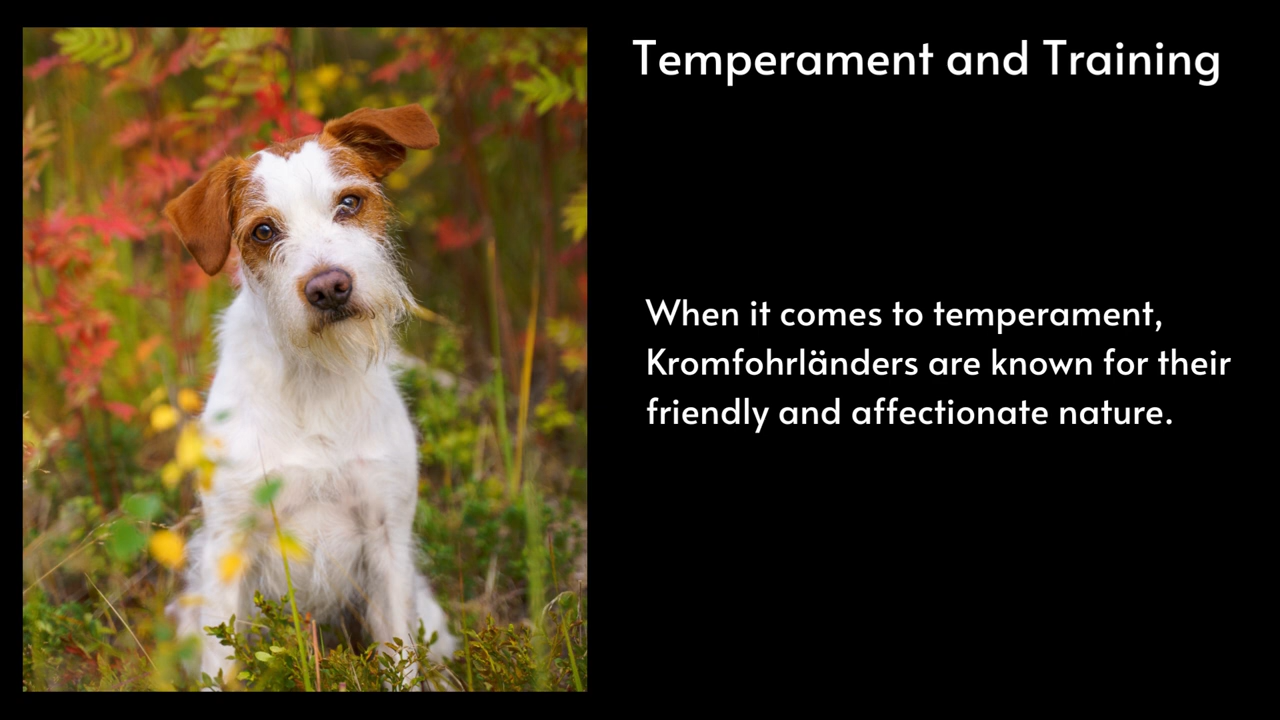 Temperament and Training
When it comes to temperament,
Kromfohrländers are known for their
friendly and affectionate nature.